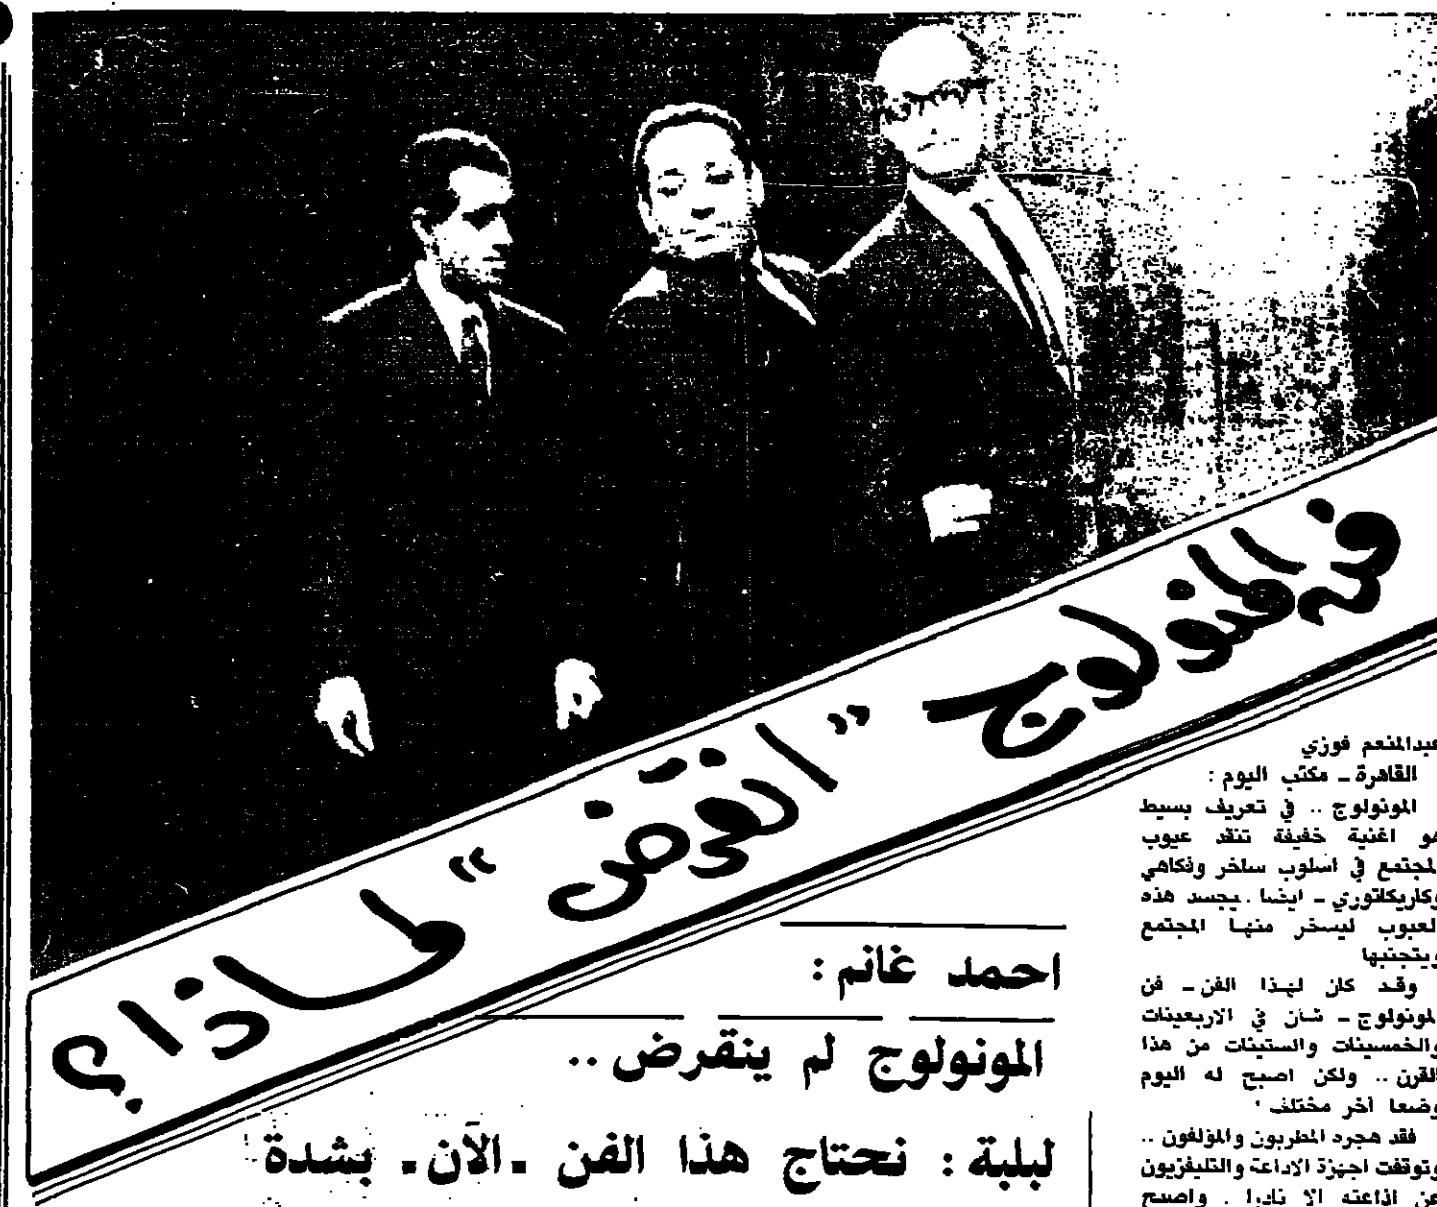 فن المنولوج "انقرض" لماذا؟
احمد غانم :
المونولوج لم ينقرض ..
لبلبة : نحتاج هذا الفن - الآن - بشدة
عبدالمنعم فوزي
القاهرة - مكتب اليوم :
المونولوج .. في تعريف بسيط
هو اغنية خفيفة تنقد عيوب
المجتمع في اسلوب ساخر وفكاهي
وكاريكاتوري - ايضا . يجسد هذه
العيوب ليسخر منها المجتمع
ويتجنبها
وقد كان لهذا الفن - فن
المونولوج - شأن في الاربعينات
والخمسينات والستينات من هذا
القرن .. ولكن اصبح له اليوم
وضعا آخر مختلف
فقد هجره المطربون والمؤلفون ..
وتوقفت اجهزة الاذاعة والتليفزيون
عن اذاعته الا نادرا . واصبح